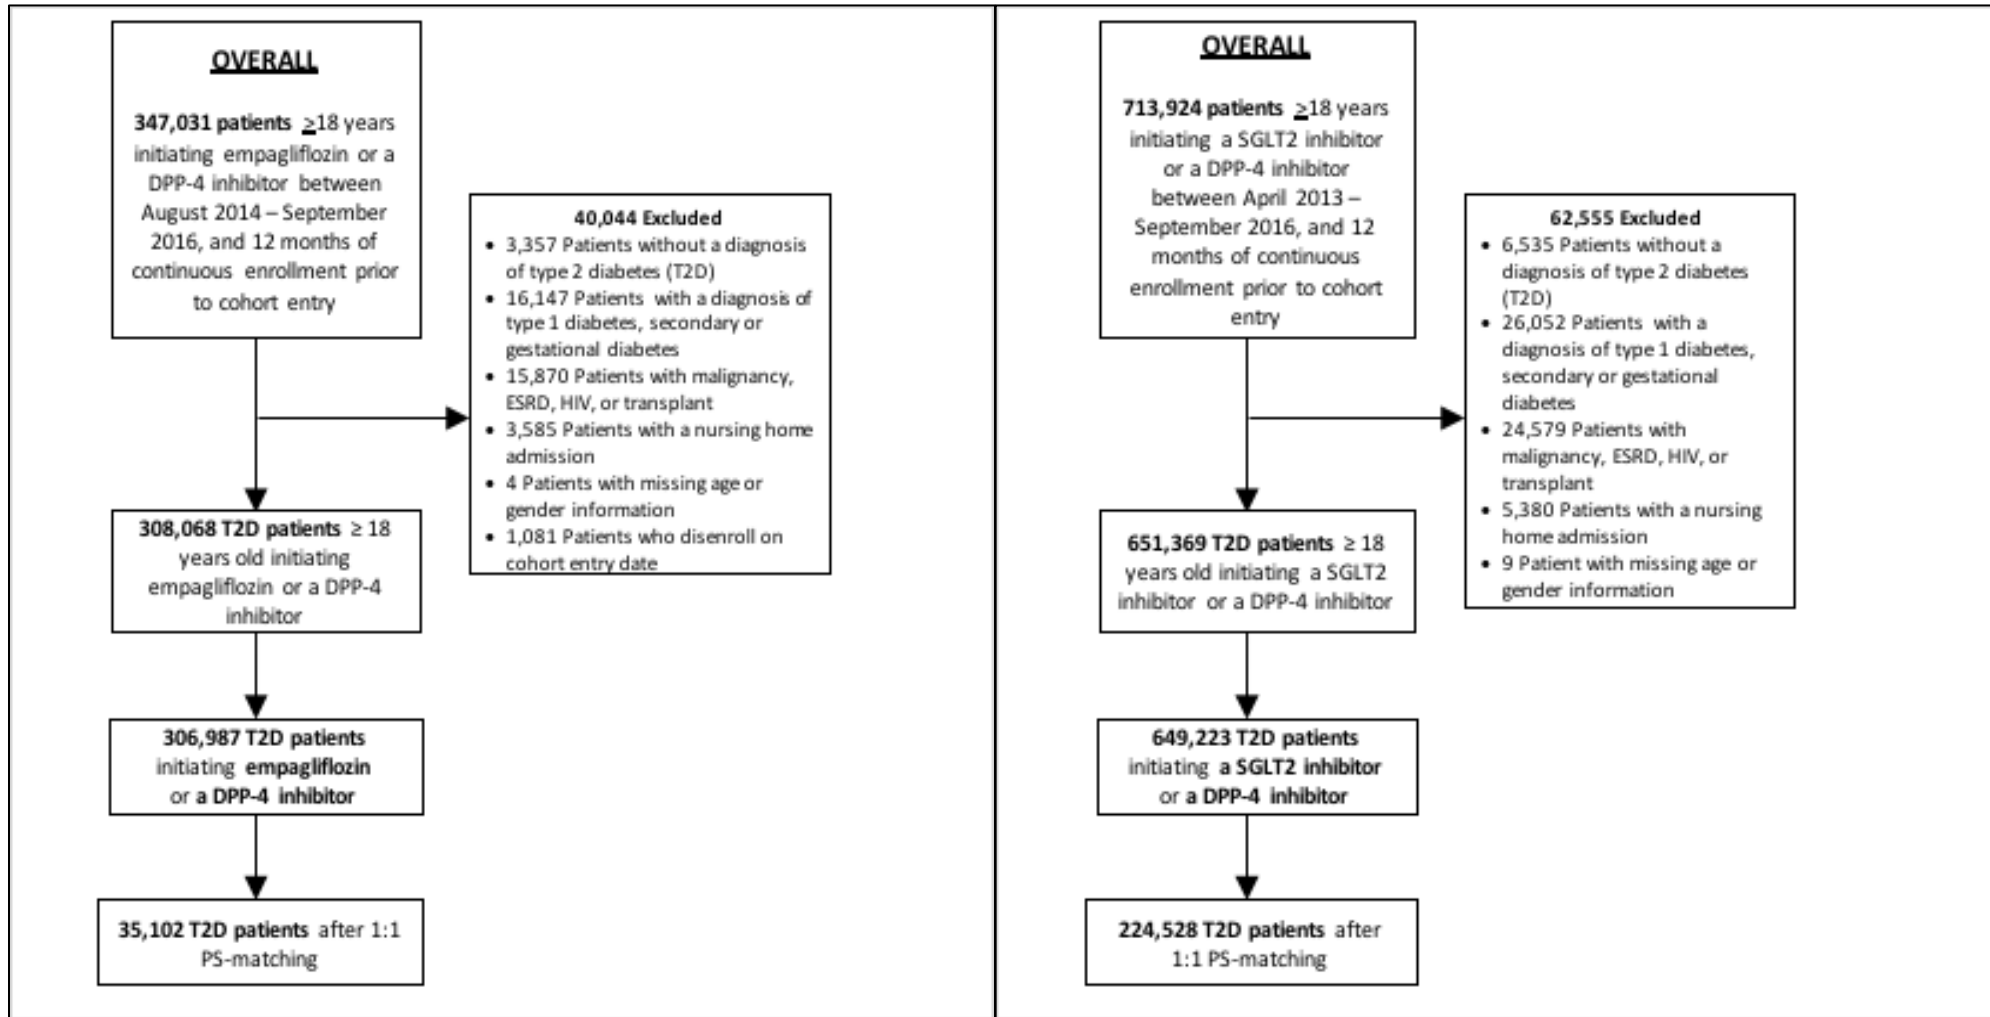 OVERALL
347,031 patients ≥18 years
initiating empagliflozin or a
DPP-4 inhibitor between
August 2014 – September
2016, and 12 months of
continuous enrollment prior
to cohort entry
40,044 Excluded
• 3,357 Patients without a diagnosis
of type 2 diabetes (T2D)
• 16,147 Patients with a diagnosis of
type 1 diabetes, secondary or
gestational diabetes
• 15,870 Patients with malignancy,
ESRD, HIV, or transplant
• 3,585 Patients with a nursing home
admission
• 4 Patients with missing age or
gender information
• 1,081 Patients who disenroll on
cohort entry date
308,068 T2D patients ≥ 18
years old initiating
empagliflozin or a DPP-4
inhibitor
306,987 T2D patients
initiating empagliflozin
or a DPP-4 inhibitor
35,102 T2D patients after 1:1
PS-matching
OVERALL
713,924 patients ≥18 years
initiating a SGLT2 inhibitor
or a DPP-4 inhibitor
between April 2013 –
September 2016, and 12
months of continuous
enrollment prior to cohort
entry
62,555 Excluded
• 6,535 Patients without a
diagnosis of type 2 diabetes
(T2D)
• 26,052 Patients with a
diagnosis of type 1 diabetes,
secondary or gestational
diabetes
• 24,579 Patients with
malignancy, ESRD, HIV, or
transplant
• 5,380 Patients with a nursing
home admission
• 9 Patient with missing age or
gender information
651,369 T2D patients ≥ 18
years old initiating a SGLT2
inhibitor or a DPP-4 inhibitor
649,223 T2D patients
initiating a SGLT2 inhibitor
or a DPP-4 inhibitor
224,528 T2D patients after
1:1 PS-matching